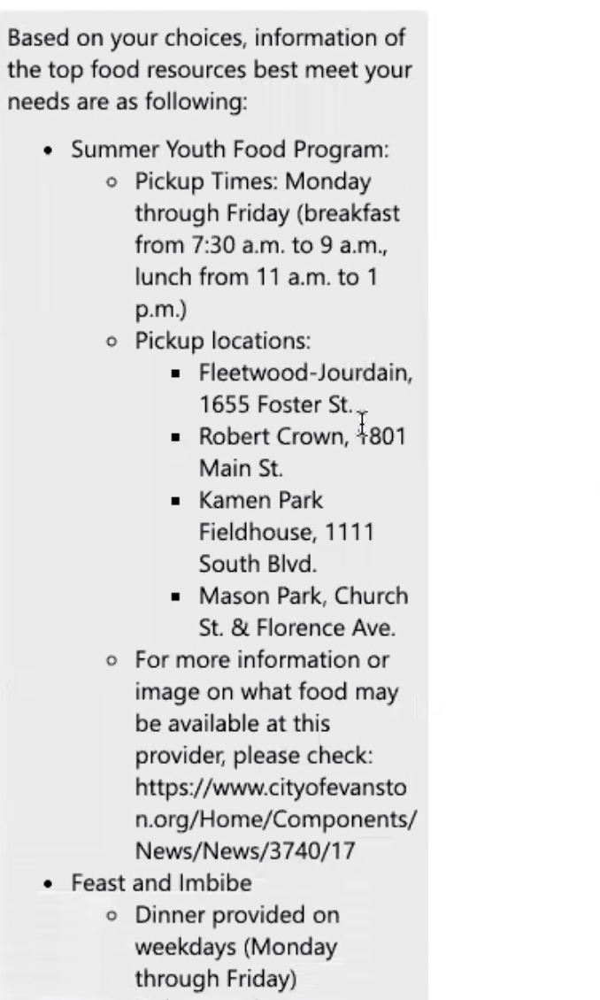 Based on your choices, information of
the top food resources best meet your
needs are as following:
• Summer Youth Food Program:
o Pickup Times: Monday
through Friday (breakfast
from 7:30 a.m. to 9 a.m.,
lunch from 11 a.m. to 1
p.m.)
o Pickup locations:
▪ Fleetwood-Jourdain,
1655 Foster St.
▪ Robert Crown, 1801
Main St.
▪ Kamen Park
Fieldhouse, 1111
South Blvd.
▪ Mason Park, Church
St. & Florence Ave.
o For more information or
image on what food may
be available at this
provider, please check:
https://www.cityofevansto
n.org/Home/Components/
News/News/3740/17
• Feast and Imbibe
o Dinner provided on
weekdays (Monday
through Friday)